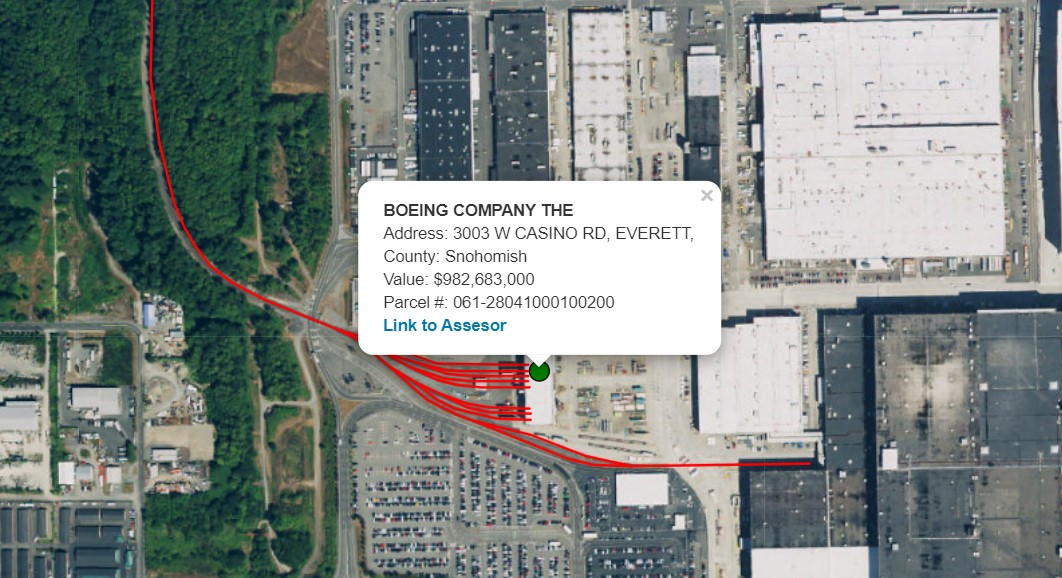 BOEING COMPANY THE
Address: 3003 W CASINO RD, EVERETT,
County: Snohomish
Value: $982,683,000
Parcel #: 061-28041000100200
Link to Assesor
×